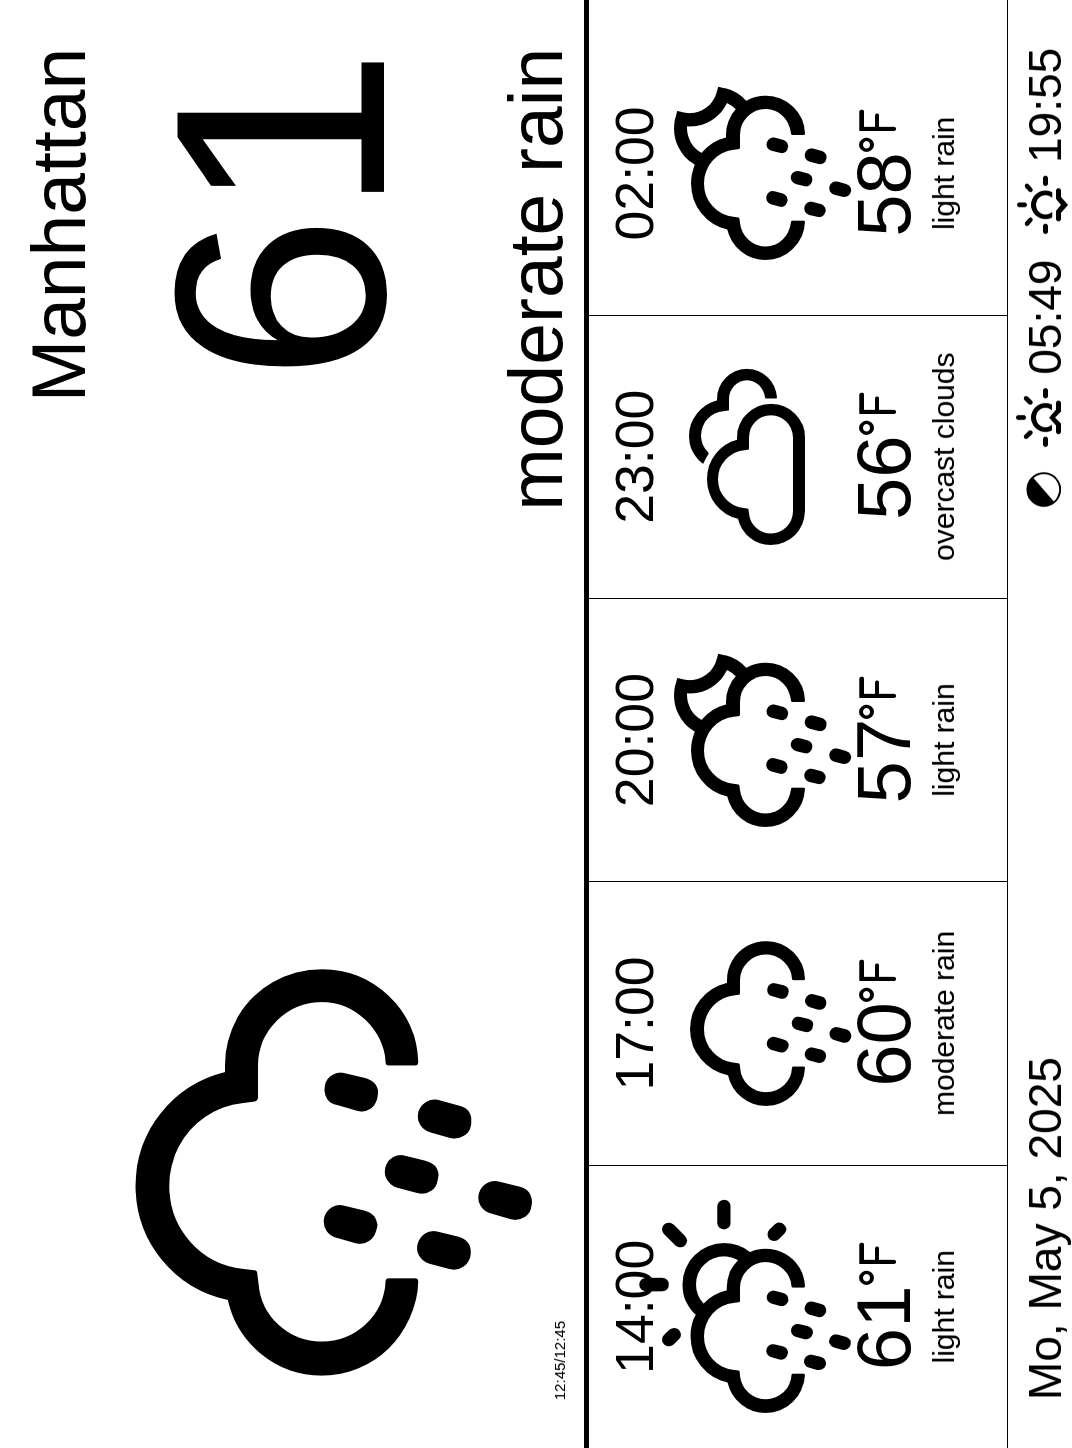 Manhattan
61
moderate rain
12:45/12:45
14:00
61°F
light rain
17:00
60°F
moderate rain
20:00
57°F
light rain
23:00
56°F
overcast clouds
02:00
58°F
light rain
Mo, May 5, 2025
05:49
19:55